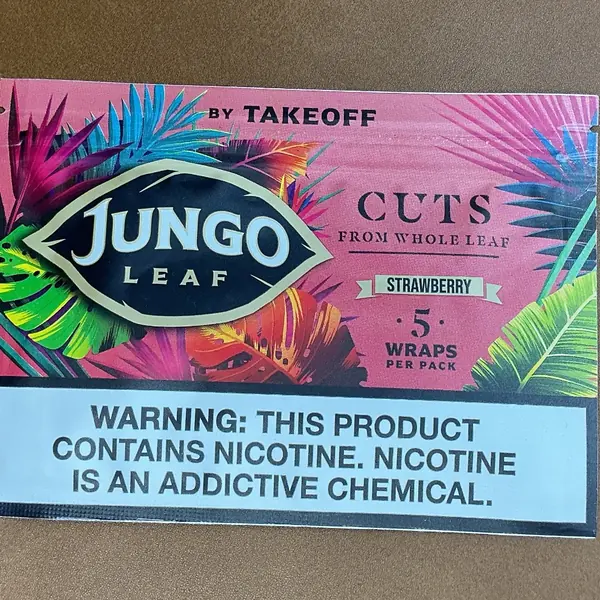 BY TAKEOFF
JUNGO
LEAF
CUTS
FROM WHOLE LEAF
STRAWBERRY
·5·
WRAPS
PER PACK
WARNING: THIS PRODUCT
CONTAINS NICOTINE. NICOTINE
IS AN ADDICTIVE CHEMICAL.